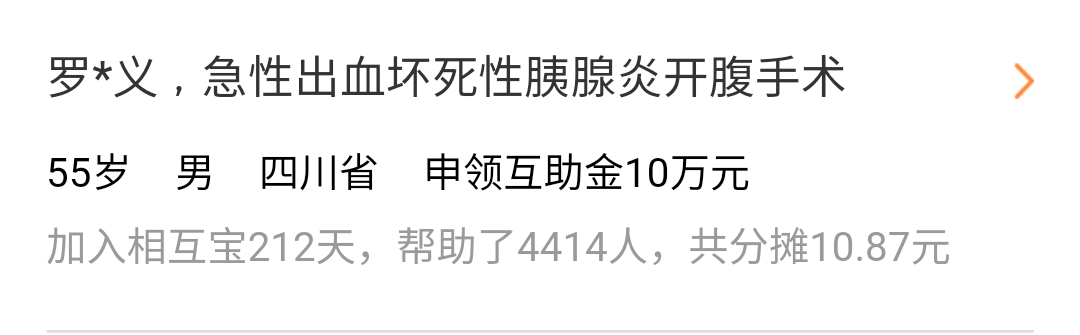 罗*义，急性出血坏死性胰腺炎开腹手术
55岁 男 四川省 申领互助金10万元
加入相互宝212天，帮助了4414人，共分摊10.87元